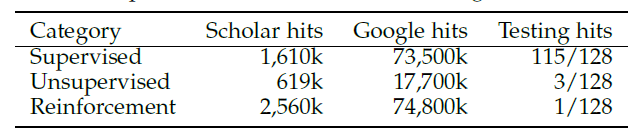 Category Scholar hits Google hits Testing hits
Supervised 1,610k 73,500k 115/128
Unsupervised 619k 17,700k 3/128
Reinforcement 2,560k 74,800k 1/128